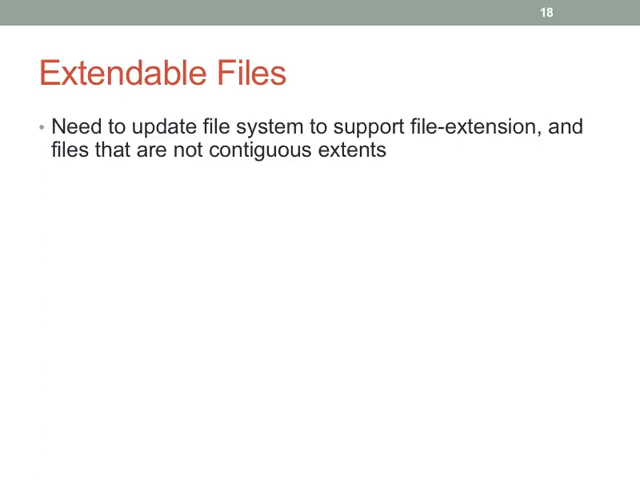 18
Extendable Files
• Need to update file system to support file-extension, and
files that are not contiguous extents